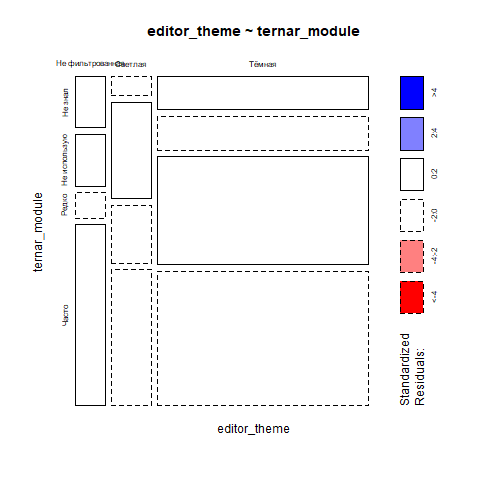 editor_theme ~ ternar_module
Не фильтрованная Светлая Тёмная
Не знал
Не использую
Редко
Часто
ternar_module
editor_theme
>4
2:4
0:2
-2:0
-4:-2
<-4
Standardized
Residuals: